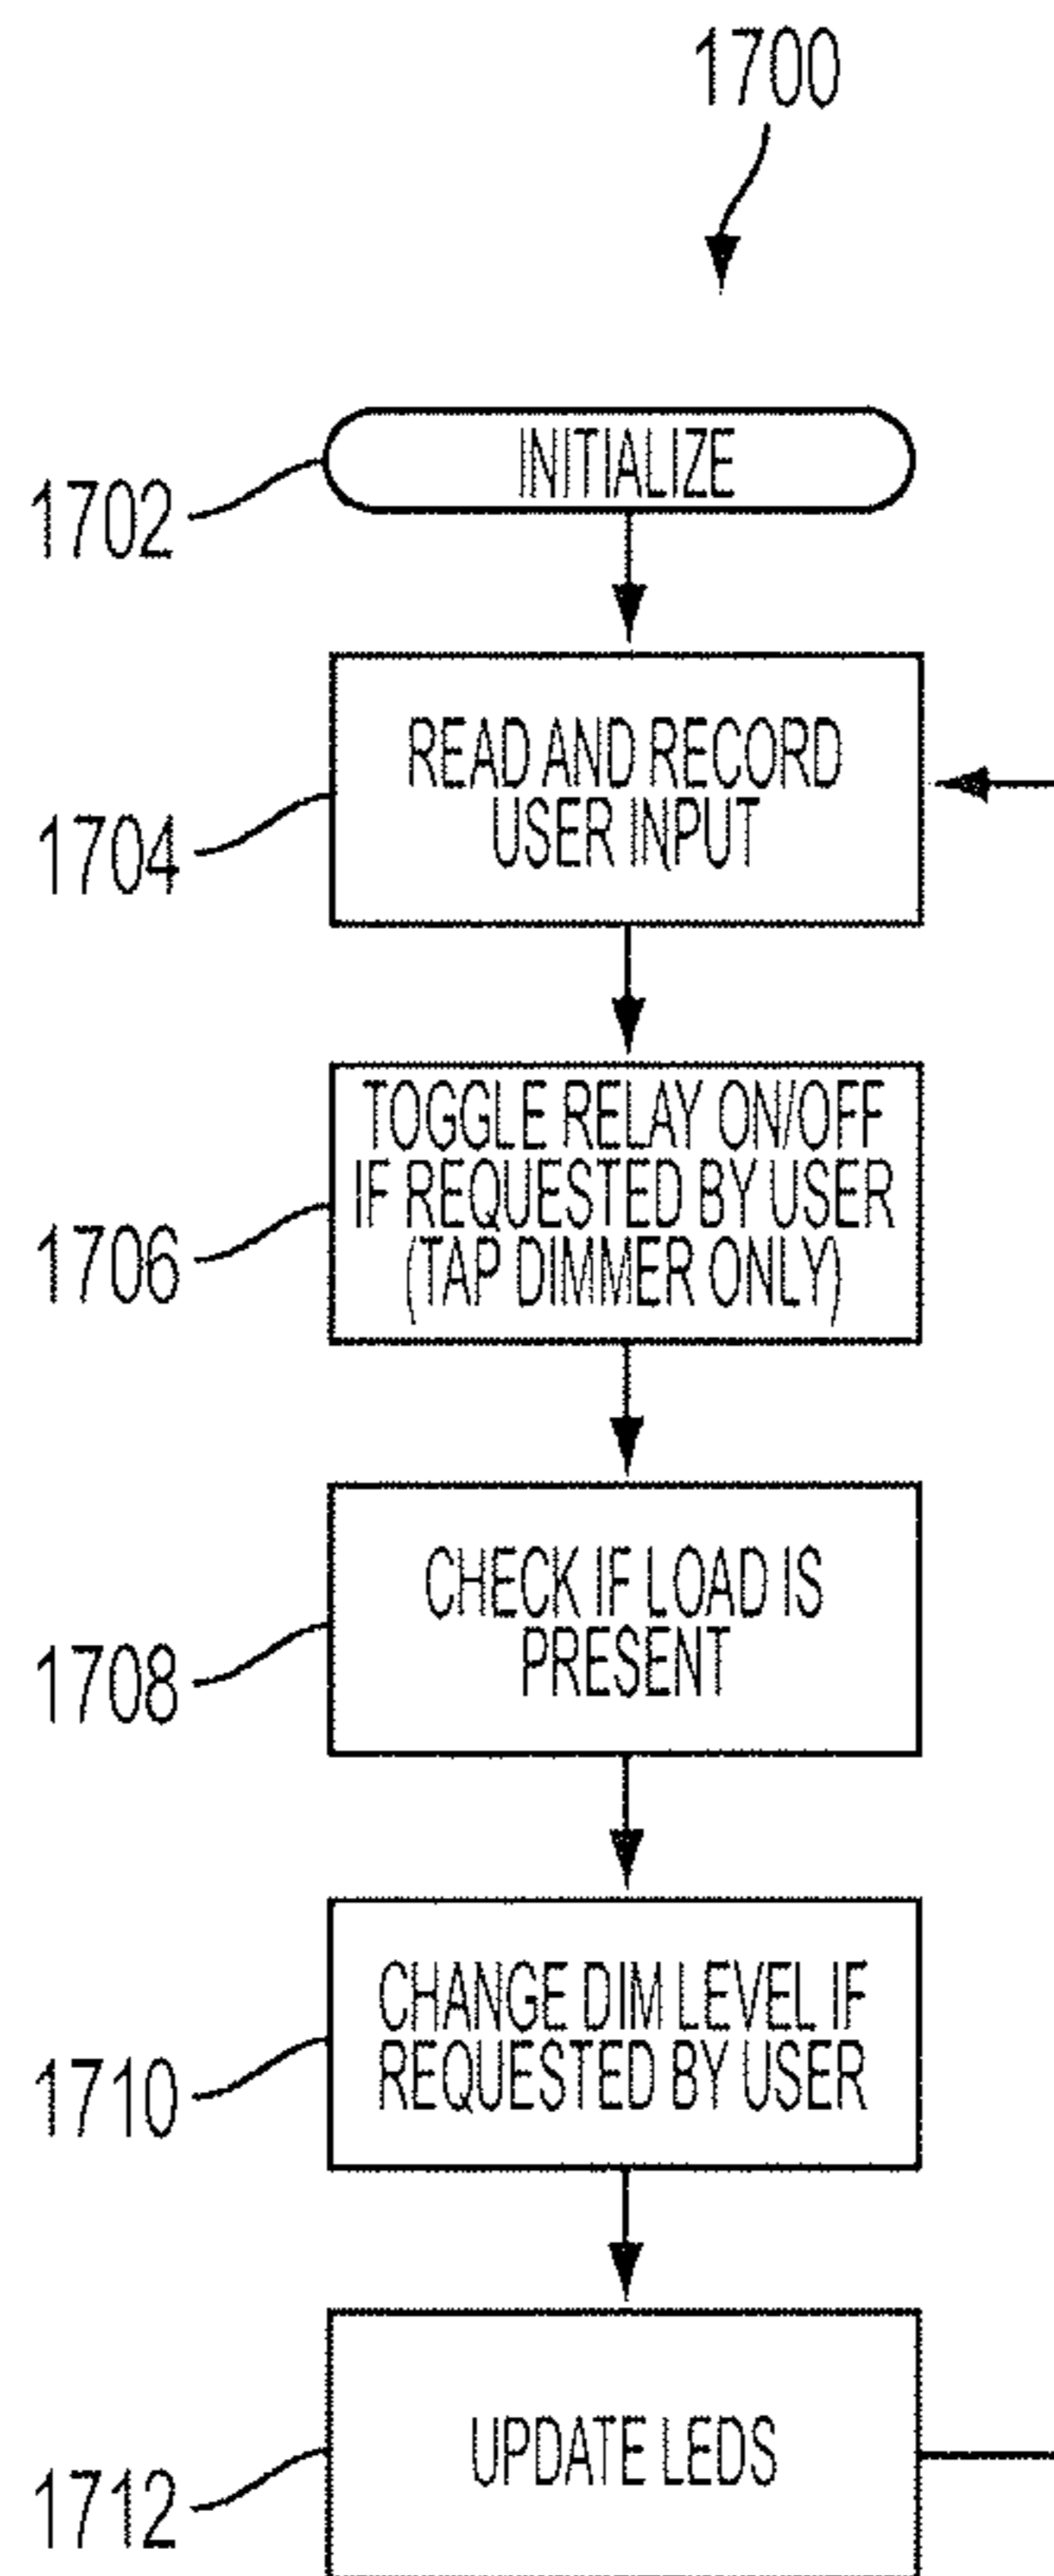 1700
INITIALIZE
1702
READ AND RECORD
USER INPUT
1704
TOGGLE RELAY ON/OFF
IF REQUESTED BY USER
(TAP DIMMER ONLY)
1706
CHECK IF LOAD IS
PRESENT
1708
CHANGE DIM LEVEL IF
REQUESTED BY USER
1710
UPDATE LEDS
1712